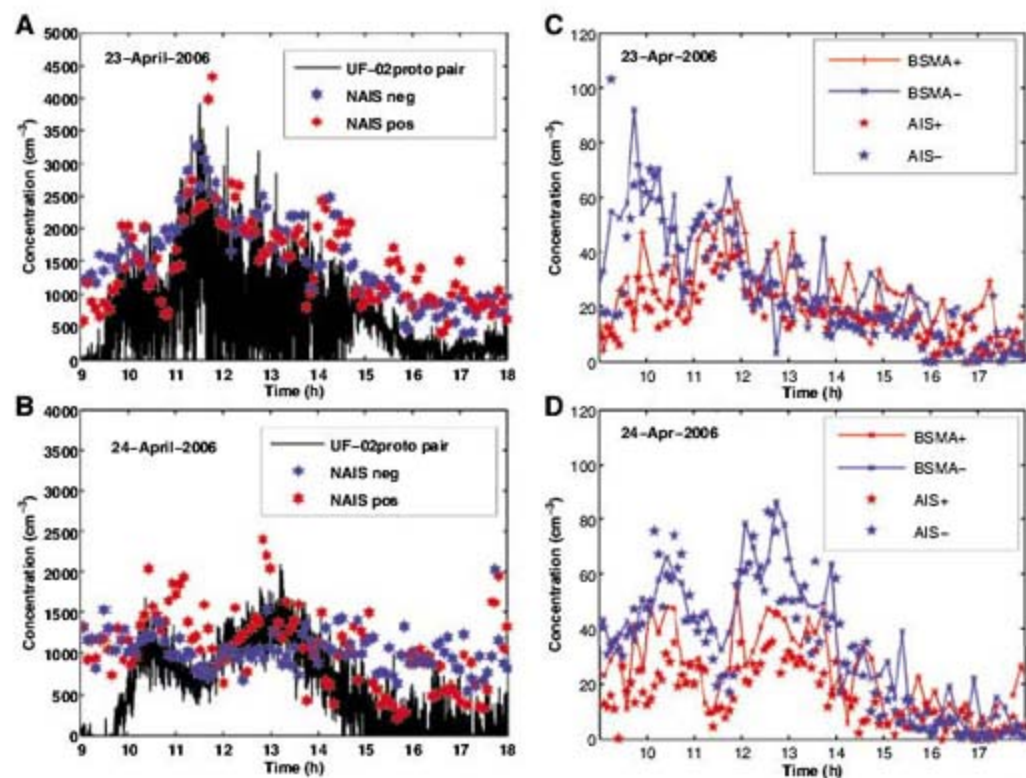 A
Concentration (cm⁻³)
5000
4500
4000
3500
3000
2500
2000
1500
1000
500
0
23-April-2006
UF-02proto pair
NAIS neg
NAIS pos
9 10 11 12 13 14 15 16 17 18
Time (h)
C
Concentration (cm⁻³)
120
100
80
60
40
20
0
23-Apr-2006
BSMA+
BSMA-
AIS+
AIS-
10 11 12 13 14 15 16 17
Time (h)
B
Concentration (cm⁻³)
4000
3500
3000
2500
2000
1500
1000
500
0
24-April-2006
UF-02proto pair
NAIS neg
NAIS pos
9 10 11 12 13 14 15 16 17 18
Time (h)
D
Concentration (cm⁻³)
120
100
80
60
40
20
0
24-Apr-2006
BSMA+
BSMA-
AIS+
AIS-
10 11 12 13 14 15 16 17
Time (h)